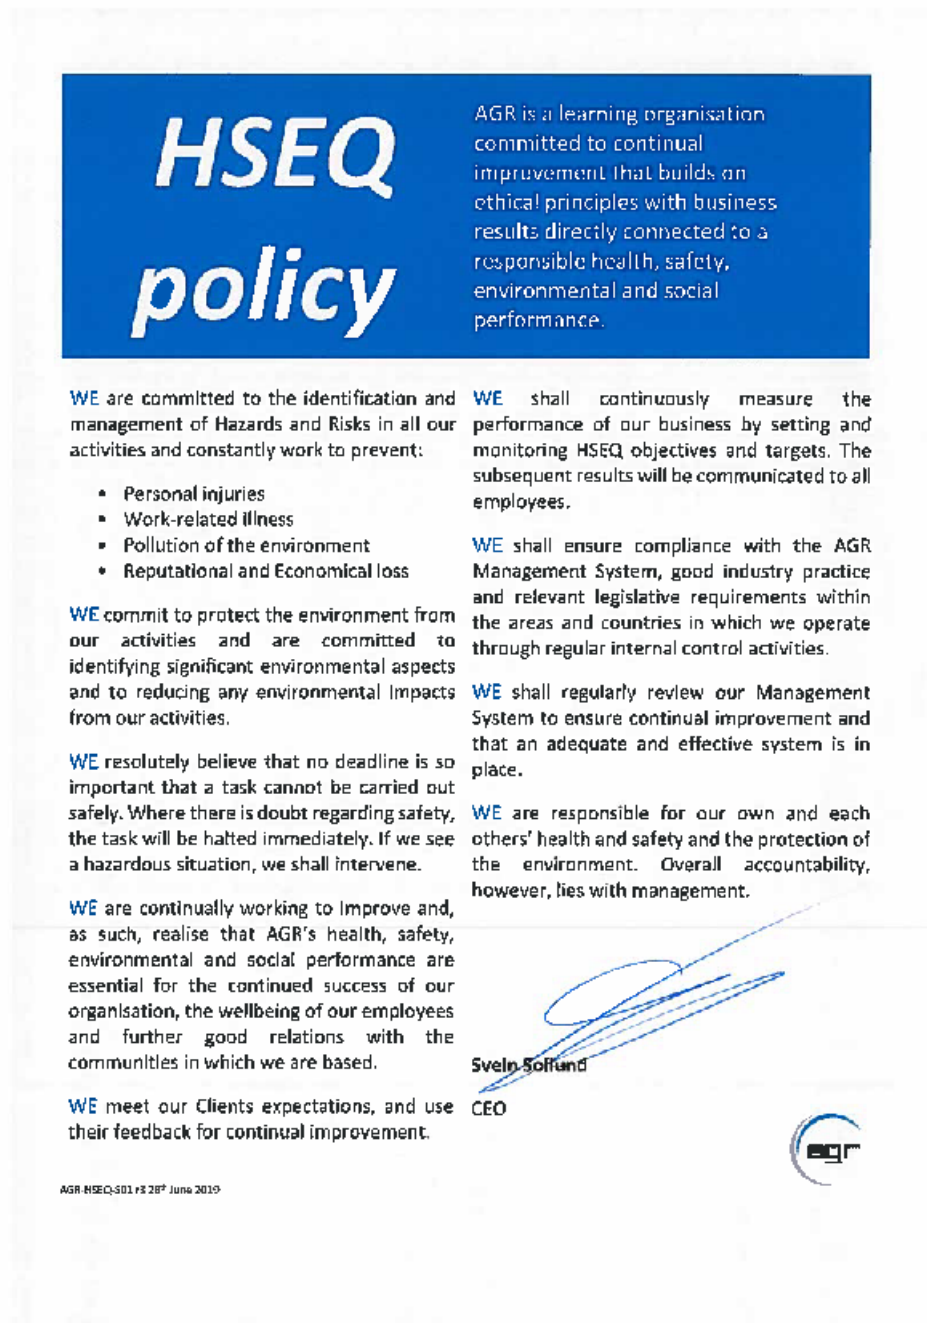 HSEQ
policy
AGR is a learning organisation
committed to continual
improvement that builds on
ethical principles with business
results directly connected to a
responsible health, safety,
environmental and social
performance.
WE are committed to the identification and
management of Hazards and Risks in all our
activities and constantly work to prevent:
• Personal injuries
• Work-related illness
• Pollution of the environment
• Reputational and Economical loss
WE commit to protect the environment from
our activities and are committed to
identifying significant environmental aspects
and to reducing any environmental impacts
from our activities.
WE resolutely believe that no deadline is so
important that a task cannot be carried out
safely. Where there is doubt regarding safety,
the task will be halted immediately. If we see
a hazardous situation, we shall intervene.
WE are continually working to improve and,
as such, realise that AGR's health, safety,
environmental and social performance are
essential for the continued success of our
organisation, the wellbeing of our employees
and further good relations with the
communities in which we are based.
WE meet our Clients expectations, and use
their feedback for continual improvement.
WE shall continuously measure the
performance of our business by setting and
monitoring HSEQ objectives and targets. The
subsequent results will be communicated to all
employees.
WE shall ensure compliance with the AGR
Management System, good industry practice
and relevant legislative requirements within
the areas and countries in which we operate
through regular internal control activities.
WE shall regularly review our Management
System to ensure continual improvement and
that an adequate and effective system is in
place.
WE are responsible for our own and each
others' health and safety and the protection of
the environment. Overall accountability,
however, lies with management.
Svein Sollund
CEO
agr
AGR-HSEQ-S01 r3 28th June 2019